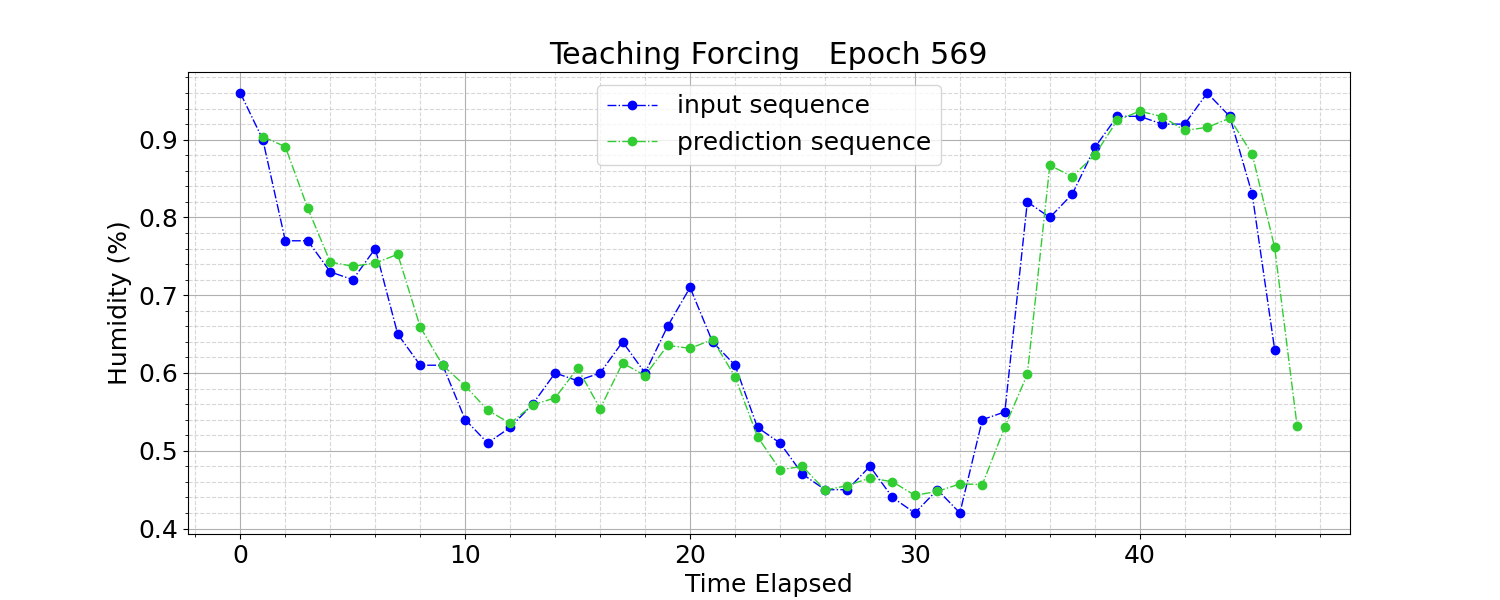 Teaching Forcing   Epoch 569
input sequence
prediction sequence
Humidity (%)
0.9
0.8
0.7
0.6
0.5
0.4
0 10 20 30 40
Time Elapsed